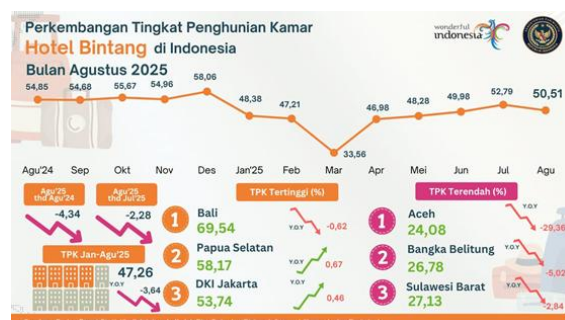 Perkembangan Tingkat Penghunian Kamar
Hotel Bintang di Indonesia
Bulan Agustus 2025
wonderful
indonesia
54,85 54,68 55,67 54,96 58,06 48,38 47,21 33,56 46,98 48,28 49,98 52,79 50,51
Agu'24 Sep Okt Nov Des Jan'25 Feb Mar Apr Mei Jun Jul Agu
Agu'25
thd Agu'24
-4,34
Agu'25
thd Jul'25
-2,28
TPK Jan-Agu'25
47,26
Y.O.Y
-3,64
TPK Tertinggi (%)
1 Bali
69,54
Y.O.Y -0,62
2 Papua Selatan
58,17
Y.O.Y 0,67
3 DKI Jakarta
53,74
Y.O.Y 0,46
TPK Terendah (%)
1 Aceh
24,08
Y.O.Y -29,36
2 Bangka Belitung
26,78
Y.O.Y -5,02
3 Sulawesi Barat
27,13
Y.O.Y -2,84